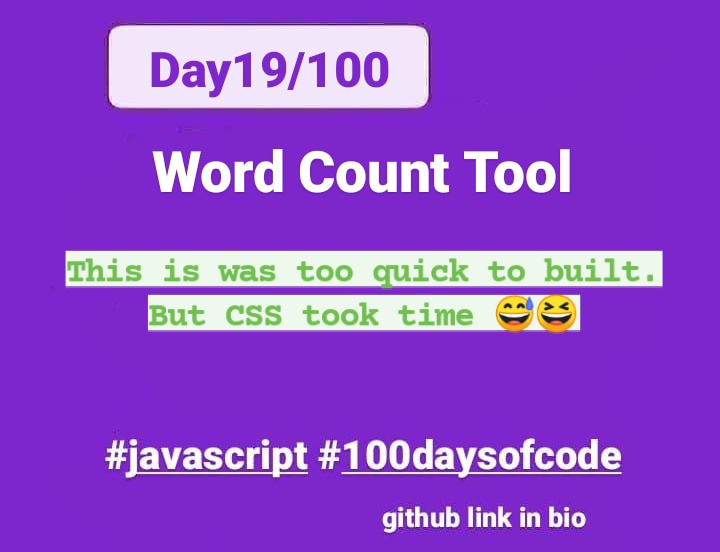 Day19/100
Word Count Tool
This is was too quick to built.
But CSS took time 😅😆
#javascript #100daysofcode
github link in bio